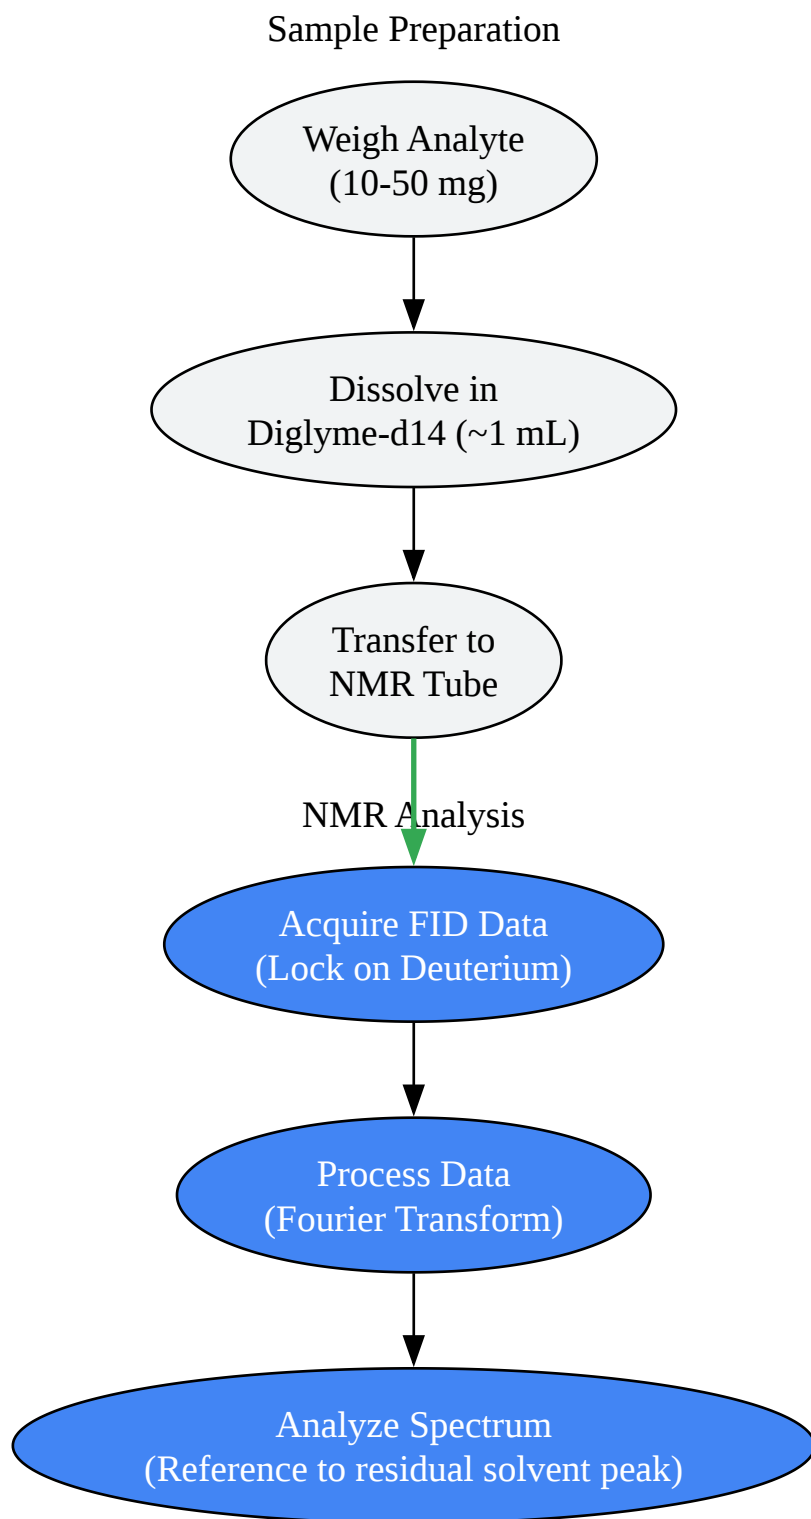 Sample Preparation
Weigh Analyte
(10-50 mg)
Dissolve in
Diglyme-d14 (~1 mL)
Transfer to
NMR Tube
NMR Analysis
Acquire FID Data
(Lock on Deuterium)
Process Data
(Fourier Transform)
Analyze Spectrum
(Reference to residual solvent peak)